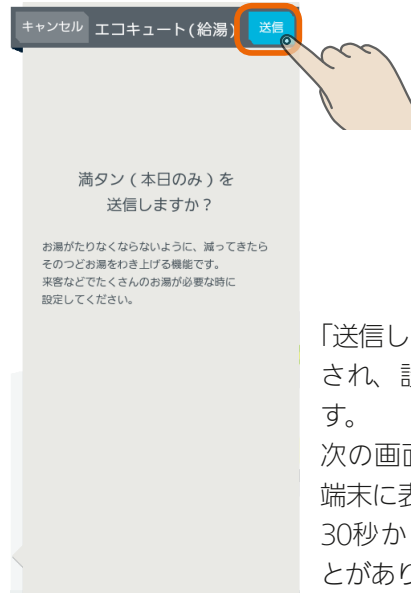 キャンセル エコキュート(給湯) 送信
満タン(本日のみ)を
送信しますか?
お湯がたりなくならないように、減ってきたら
そのつどお湯をわき上げる機能です。
来客などでたくさんのお湯が必要な時に
設定してください。
「送信し
され、
す。
次の画
端末に
30秒か
とがあ